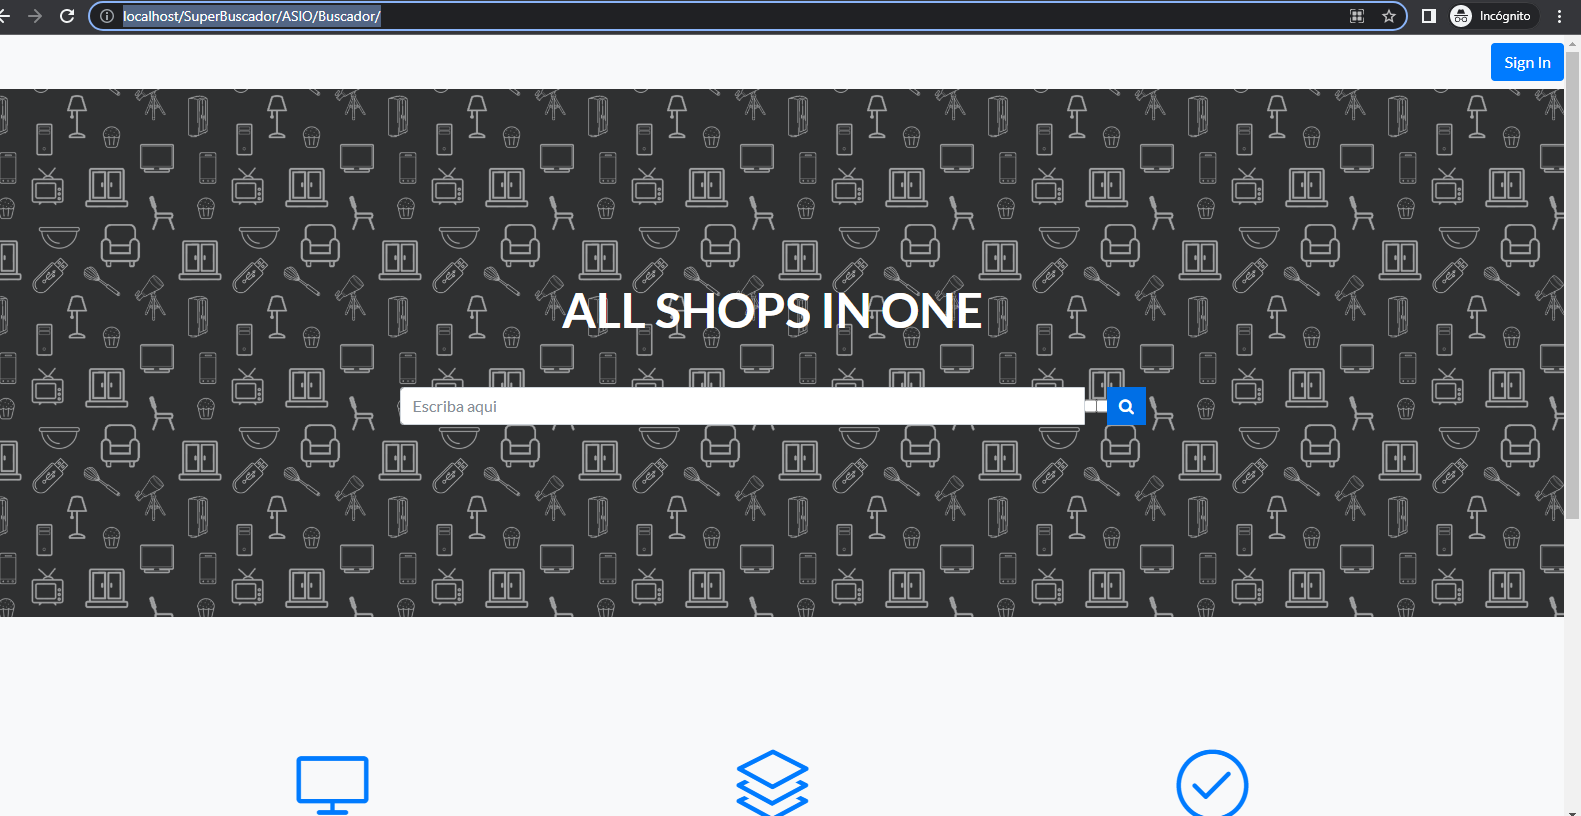 localhost/SuperBuscador/ASIO/Buscador/
Incógnito
Sign In
ALL SHOPS IN ONE
Escriba aqui